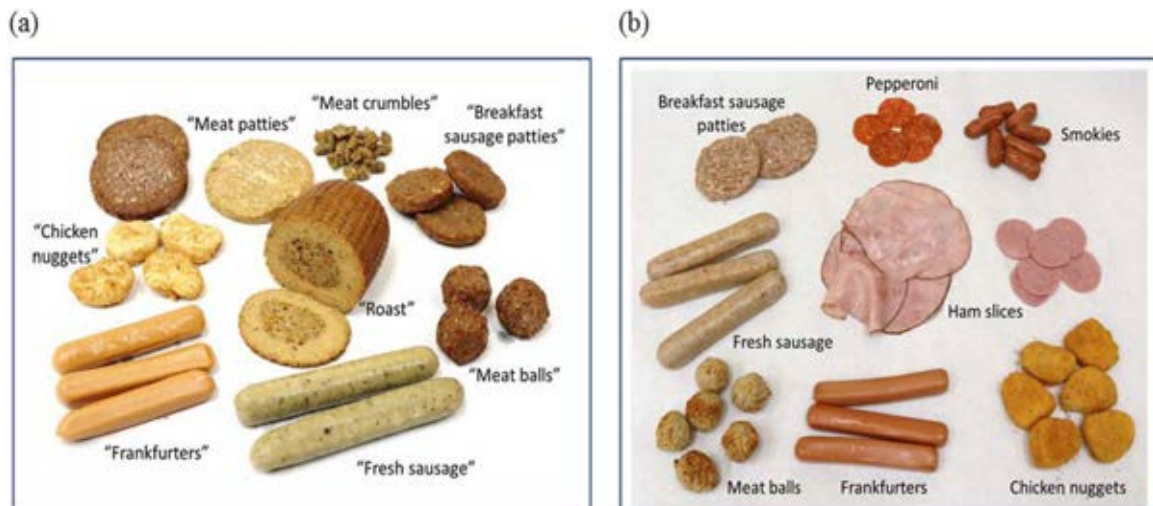 (a)
(b)
“Meat crumbles”
“Breakfast
sausage patties”
“Meat patties”
“Chicken
nuggets”
“Roast”
“Meat balls”
“Frankfurters”
“Fresh sausage”
Pepperoni
Breakfast sausage
patties
Smokies
Ham slices
Fresh sausage
Meat balls
Frankfurters
Chicken nuggets